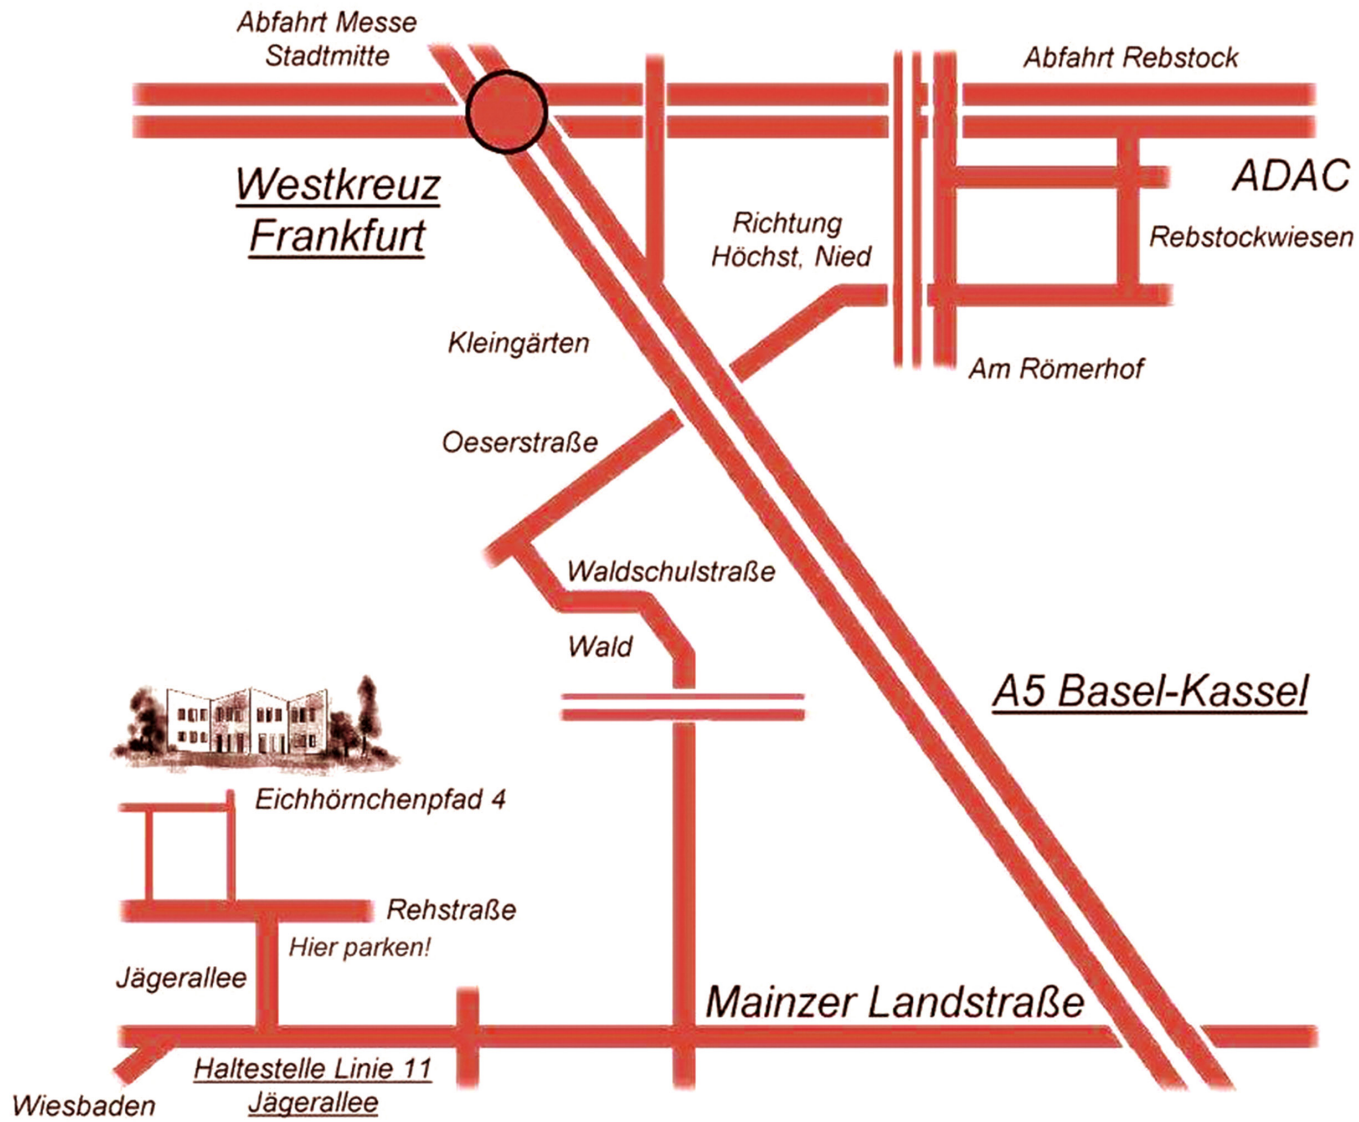 Abfahrt Messe
Stadtmitte
Abfahrt Rebstock
Westkreuz
Frankfurt
ADAC
Richtung
Höchst, Nied
Rebstockwiesen
Kleingärten
Am Römerhof
Oeserstraße
Waldschulstraße
Wald
A5 Basel-Kassel
Eichhörnchenpfad 4
Rehstraße
Hier parken!
Jägerallee
Mainzer Landstraße
Haltestelle Linie 11
Jägerallee
Wiesbaden